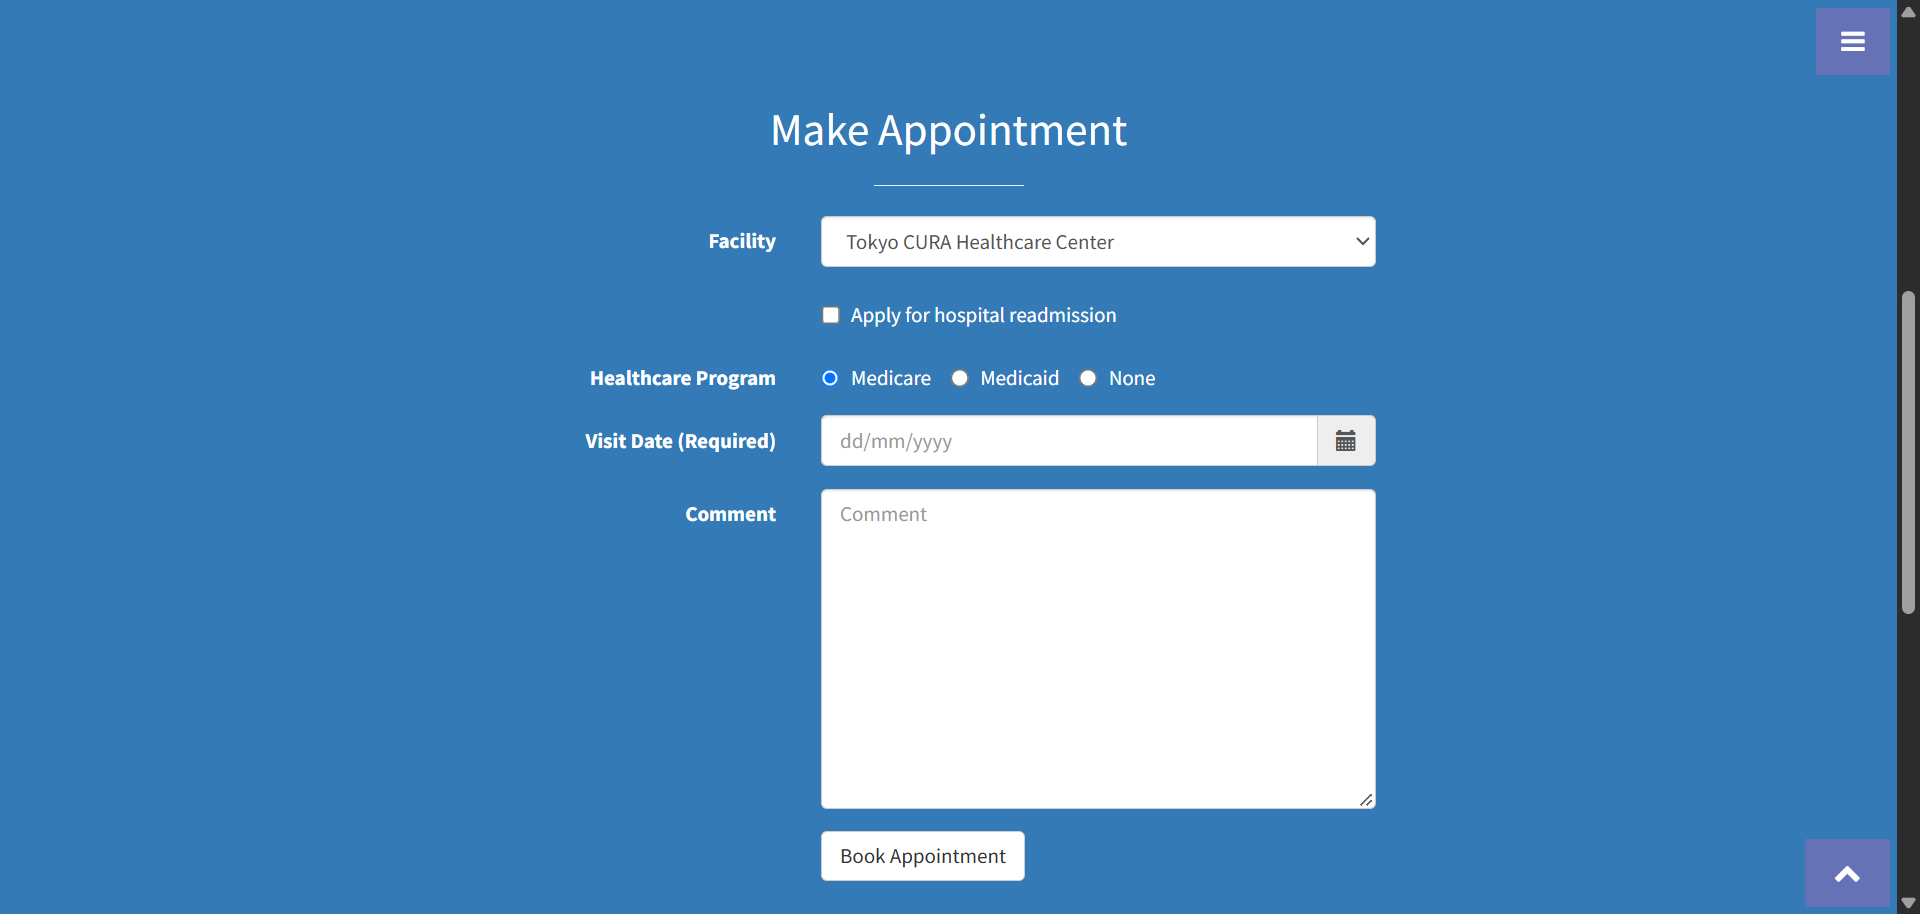 Make Appointment
Facility
Tokyo CURA Healthcare Center
Apply for hospital readmission
Healthcare Program
Medicare Medicaid None
Visit Date (Required)
dd/mm/yyyy
Comment
Comment
Book Appointment